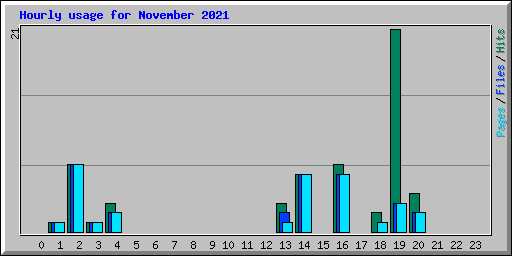 Hourly usage for November 2021
21
Pages/Files/Hits
0 1 2 3 4 5 6 7 8 9 10 11 12 13 14 15 16 17 18 19 20 21 22 23